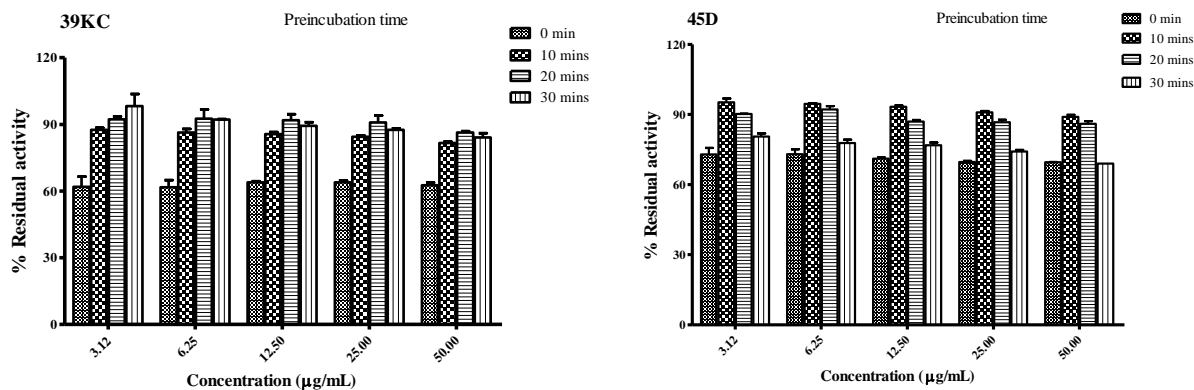 39KC
Preincubation time
0 min
10 mins
20 mins
30 mins
120
90
60
30
0
% Residual activity
3.12
6.25
12.50
25.00
50.00
Concentration (µg/mL)
45D
Preincubation time
0 min
10 mins
20 mins
30 mins
120
90
60
30
0
% Residual activity
3.12
6.25
12.50
25.00
50.00
Concentration (µg/mL)